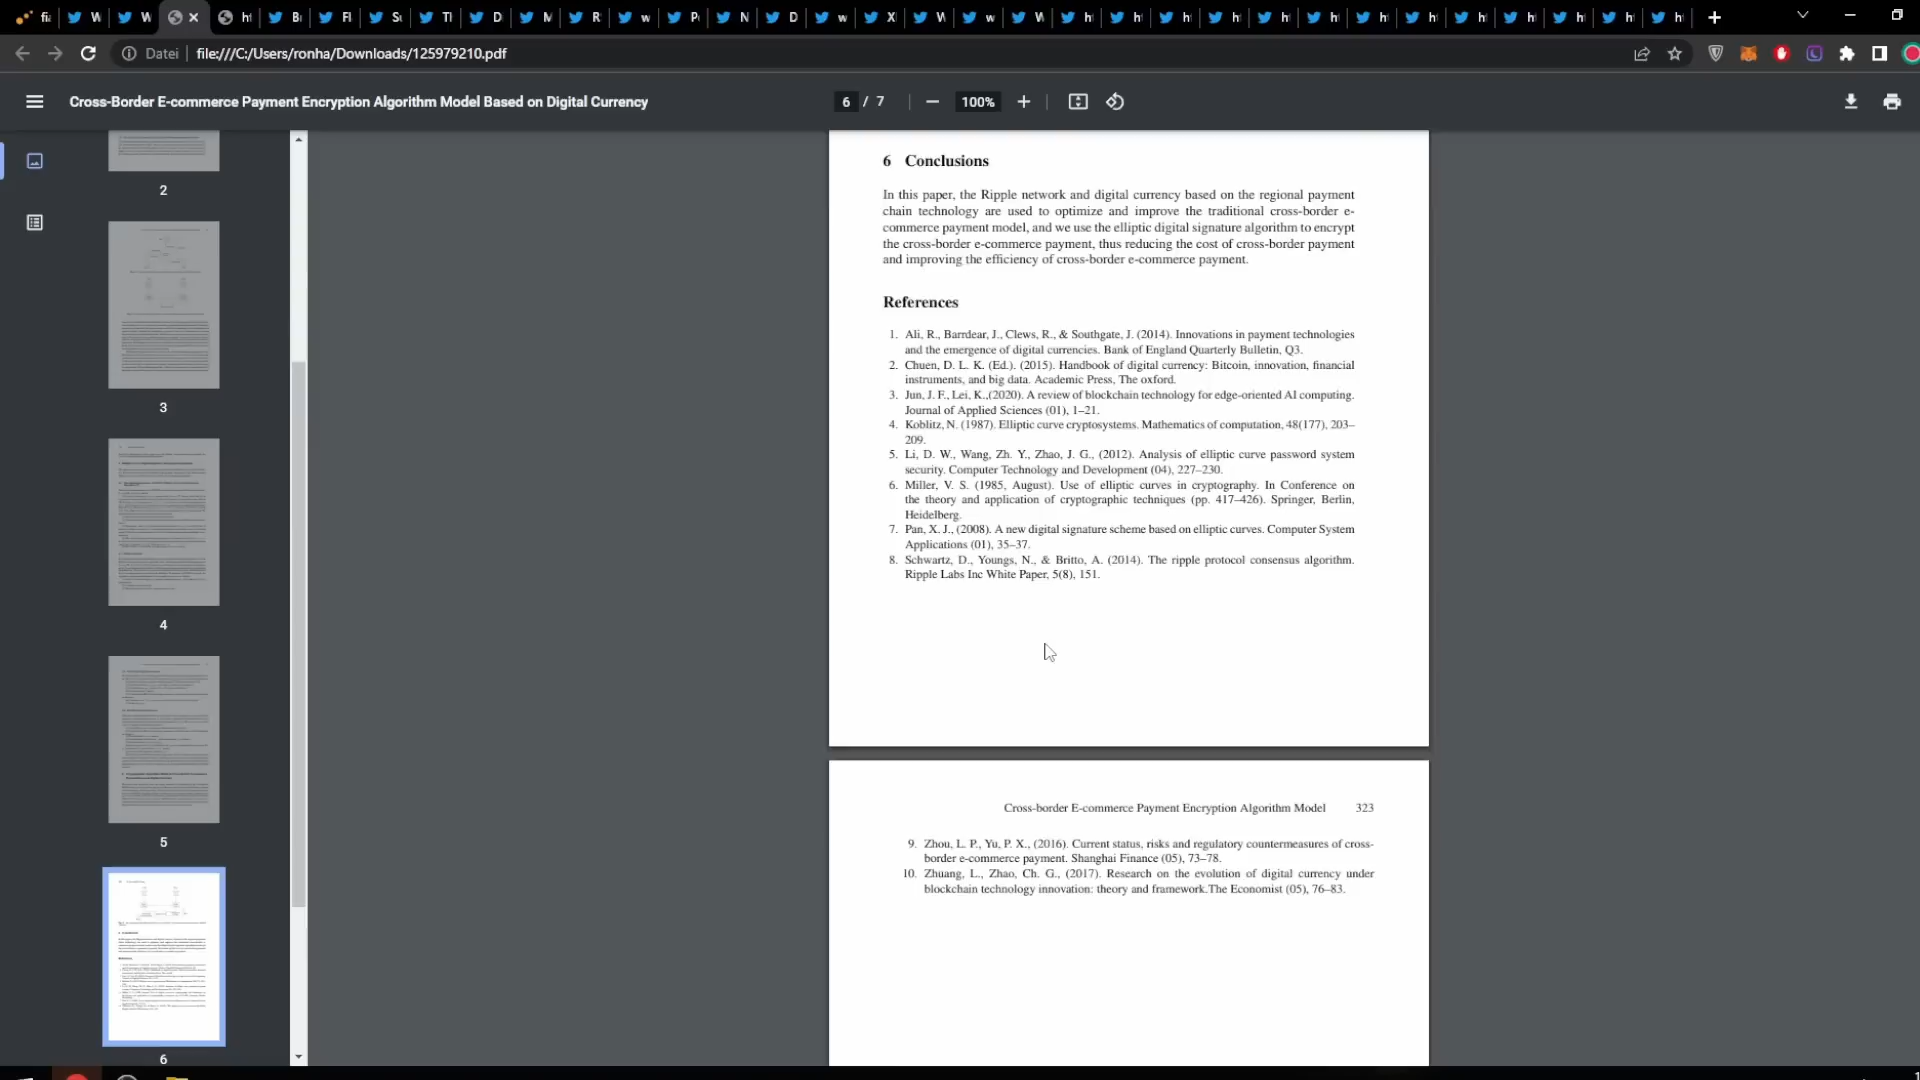 Datei
file:///C:/Users/ronha/Downloads/125979210.pdf
Cross-Border E-commerce Payment Encryption Algorithm Model Based on Digital Currency
6 / 7
100%
2
3
4
5
6
6 Conclusions
In this paper, the Ripple network and digital currency based on the regional payment
chain technology are used to optimize and improve the traditional cross-border e-
commerce payment model, and we use the elliptic digital signature algorithm to encrypt
the cross-border e-commerce payment, thus reducing the cost of cross-border payment
and improving the efficiency of cross-border e-commerce payment.
References
1. Ali, R., Barrdear, J., Clews, R., & Southgate, J. (2014). Innovations in payment technologies
and the emergence of digital currencies. Bank of England Quarterly Bulletin, Q3.
2. Chuen, D. L. K. (Ed.). (2015). Handbook of digital currency: Bitcoin, innovation, financial
instruments, and big data. Academic Press, The oxford.
3. Jun, J. F., Lei, K.,(2020). A review of blockchain technology for edge-oriented AI computing.
Journal of Applied Sciences (01), 1–21.
4. Koblitz, N. (1987). Elliptic curve cryptosystems. Mathematics of computation, 48(177), 203–
209.
5. Li, D. W., Wang, Zh. Y., Zhao, J. G., (2012). Analysis of elliptic curve password system
security. Computer Technology and Development (04), 227–230.
6. Miller, V. S. (1985, August). Use of elliptic curves in cryptography. In Conference on
the theory and application of cryptographic techniques (pp. 417–426). Springer, Berlin,
Heidelberg.
7. Pan, X. J., (2008). A new digital signature scheme based on elliptic curves. Computer System
Applications (01), 35–37.
8. Schwartz, D., Youngs, N., & Britto, A. (2014). The ripple protocol consensus algorithm.
Ripple Labs Inc White Paper, 5(8), 151.
Cross-border E-commerce Payment Encryption Algorithm Model 323
9. Zhou, L. P., Yu, P. X., (2016). Current status, risks and regulatory countermeasures of cross-
border e-commerce payment. Shanghai Finance (05), 73–78.
10. Zhuang, L., Zhao, Ch. G., (2017). Research on the evolution of digital currency under
blockchain technology innovation: theory and framework.The Economist (05), 76–83.